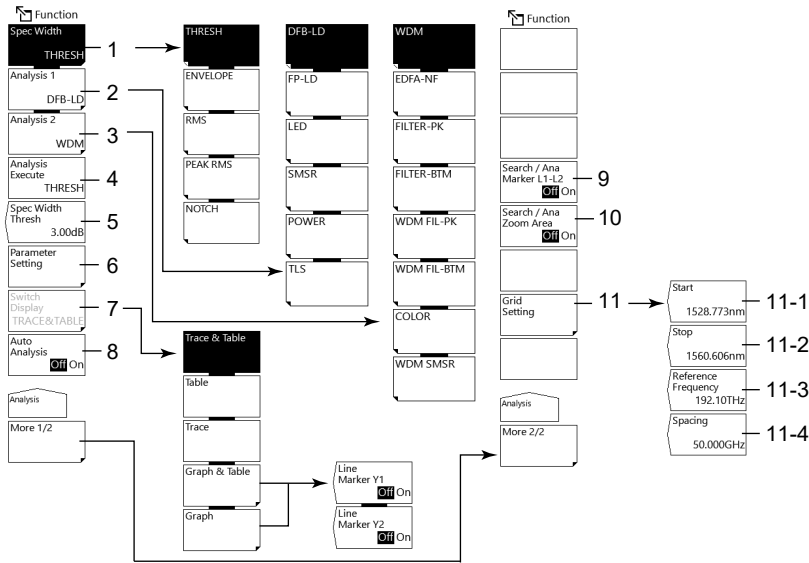 Function
Spec Width
THRESH
1
Analysis 1
DFB-LD
2
Analysis 2
WDM
3
Analysis
Execute
THRESH
4
Spec Width
Thresh
3.00dB
5
Parameter
Setting
6
Switch
Display
TRACE&TABLE
7
Auto
Analysis
Off On
8
Analysis
More 1/2
THRESH
ENVELOPE
RMS
PEAK RMS
NOTCH
DFB-LD
FP-LD
LED
SMSR
POWER
TLS
WDM
EDFA-NF
FILTER-PK
FILTER-BTM
WDM FIL-PK
WDM FIL-BTM
COLOR
WDM SMSR
Trace & Table
Table
Trace
Graph & Table
Graph
Line
Marker Y1
Off On
Line
Marker Y2
Off On
Function
Search / Ana
Marker L1-L2
Off On
9
Search / Ana
Zoom Area
Off On
10
Grid
Setting
11
Analysis
More 2/2
Start
1528.773nm
11-1
Stop
1560.606nm
11-2
Reference
Frequency
192.10THz
11-3
Spacing
50.000GHz
11-4